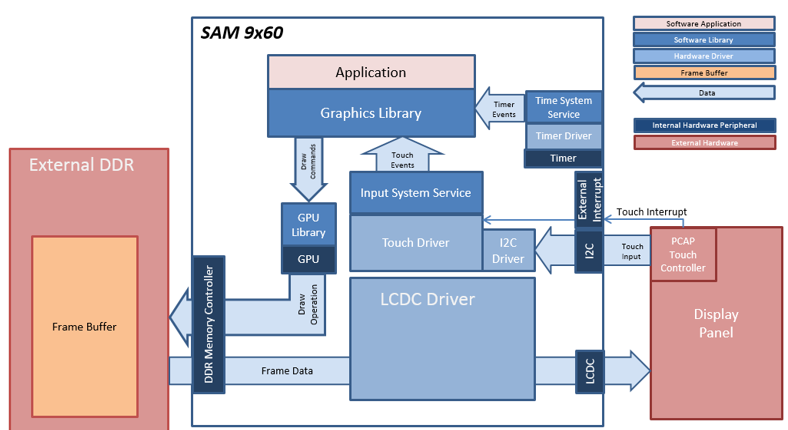 SAM 9x60
Application
Graphics Library
Timer
Events
Time System
Service
Timer Driver
Timer
Software Application
Software Library
Hardware Driver
Frame Buffer
Data
Internal Hardware Peripheral
External Hardware
External DDR
Frame Buffer
Draw
Commands
Touch
Events
Input System Service
Touch Driver
I2C
Driver
External
Interrupt
I2C
Touch Interrupt
Touch
Input
PCAP
Touch
Controller
Display
Panel
GPU
Library
GPU
Draw
Operation
DDR Memory Controller
LCDC Driver
Frame Data
LCDC